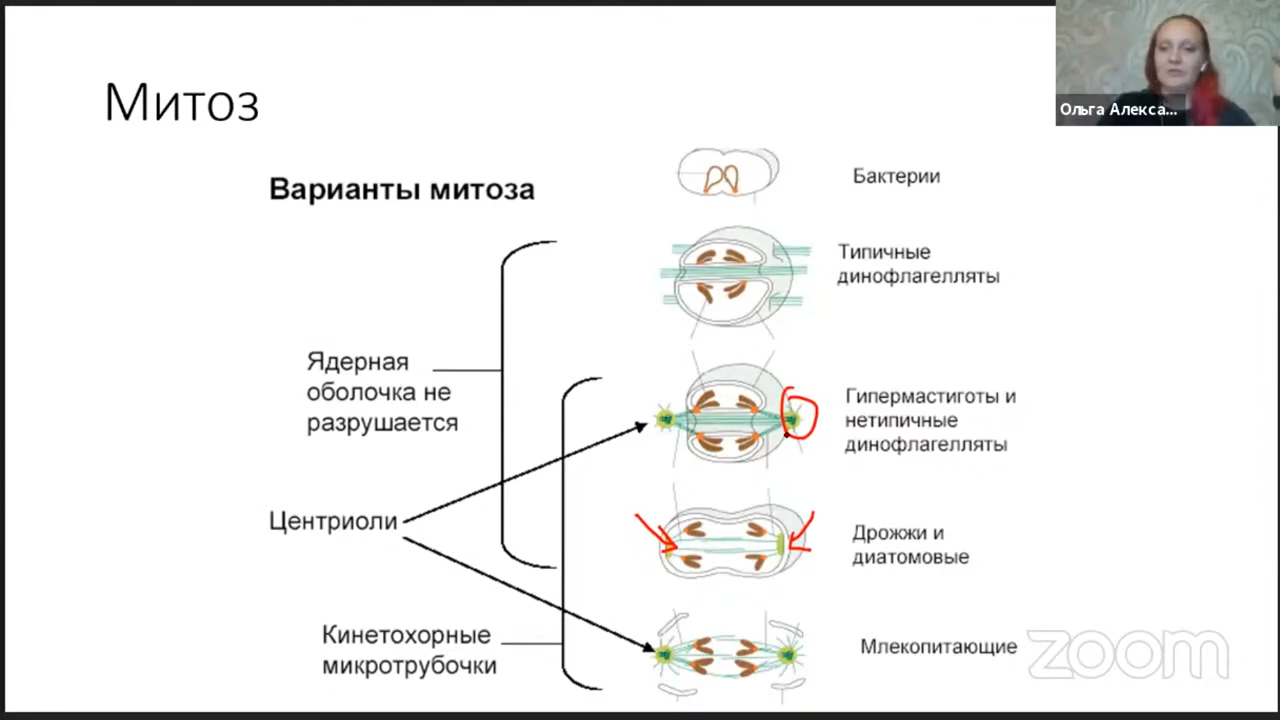 Ольга Алекса...
Митоз
Варианты митоза
Бактерии
Типичные
динофлагелляты
Ядерная
оболочка не
разрушается
Гипермастиготы и
нетипичные
динофлагелляты
Центриоли
Дрожжи и
диатомовые
Кинетохорные
микротрубочки
Млекопитающие
zoom